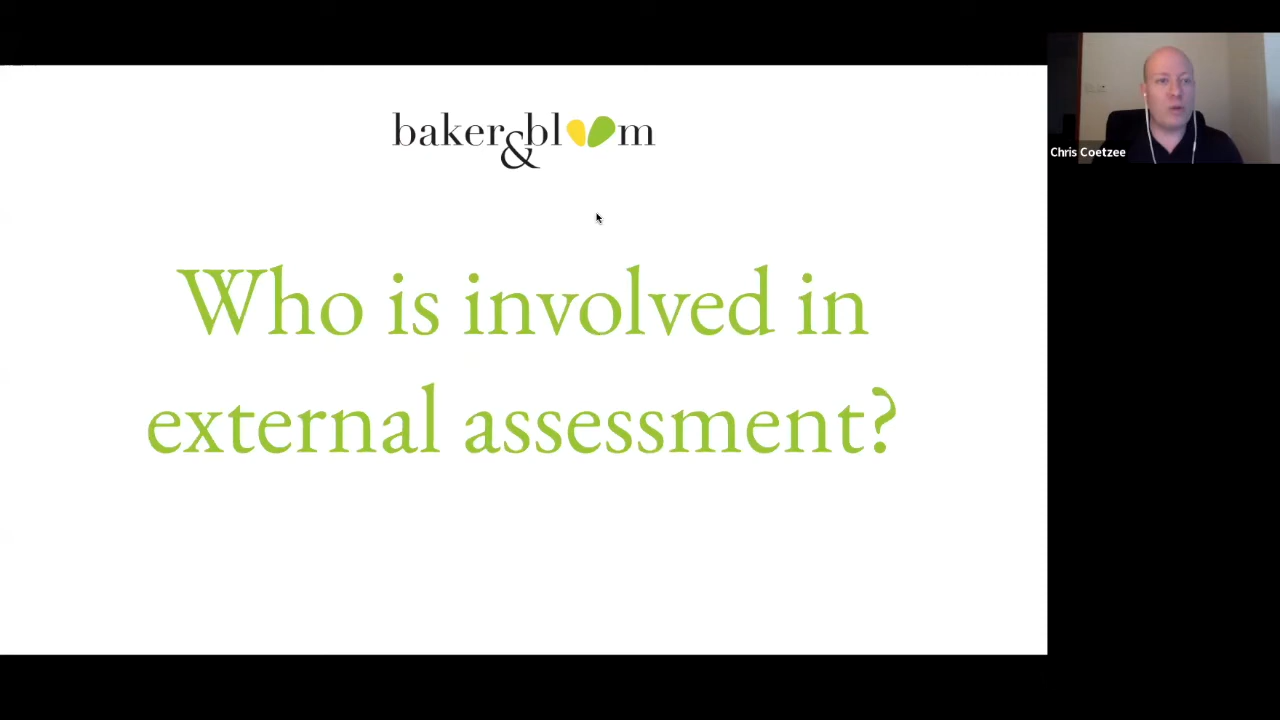 baker&bloom
Who is involved in
external assessment?
Chris Coetzee